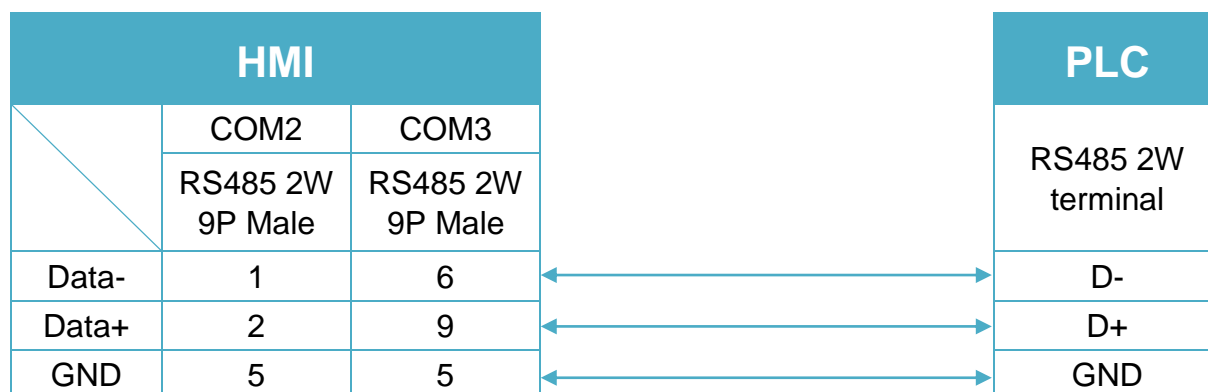 HMI PLC
COM2 COM3
RS485 2W
9P Male
RS485 2W
9P Male
RS485 2W
terminal
Data- 1 6 D-
Data+ 2 9 D+
GND 5 5 GND